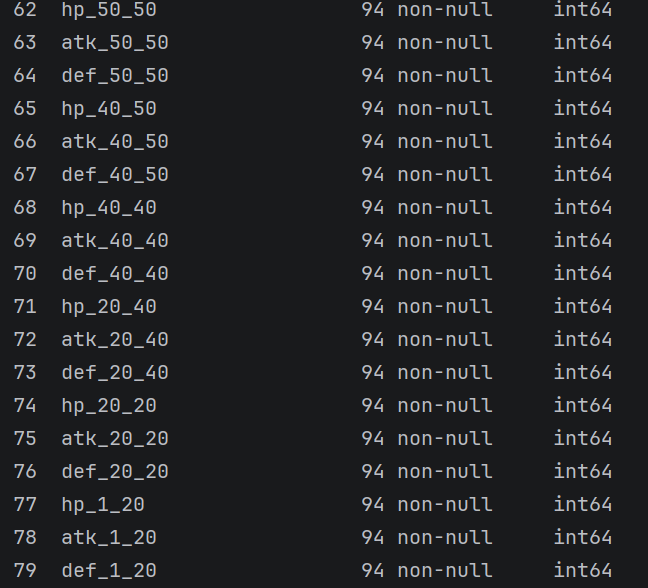 62 hp_50_50 94 non-null int64
63 atk_50_50 94 non-null int64
64 def_50_50 94 non-null int64
65 hp_40_50 94 non-null int64
66 atk_40_50 94 non-null int64
67 def_40_50 94 non-null int64
68 hp_40_40 94 non-null int64
69 atk_40_40 94 non-null int64
70 def_40_40 94 non-null int64
71 hp_20_40 94 non-null int64
72 atk_20_40 94 non-null int64
73 def_20_40 94 non-null int64
74 hp_20_20 94 non-null int64
75 atk_20_20 94 non-null int64
76 def_20_20 94 non-null int64
77 hp_1_20 94 non-null int64
78 atk_1_20 94 non-null int64
79 def_1_20 94 non-null int64